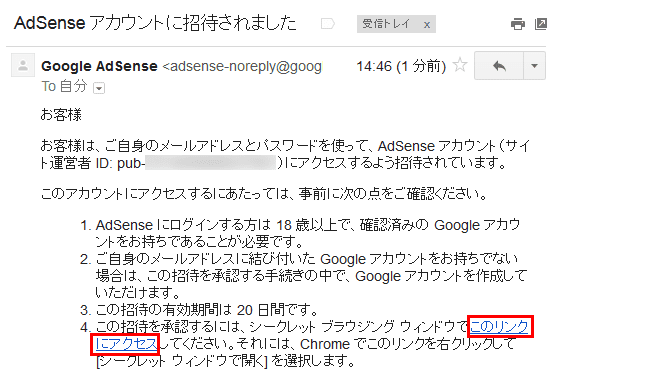 AdSense アカウントに招待されました
受信トレイ x
Google AdSense <adsense-noreply@goog 14:46 (1 分前)
To 自分
お客様
お客様は、ご自身のメールアドレスとパスワードを使って、AdSense アカウント（サイ
ト運営者 ID: pub- ）にアクセスするよう招待されています。
このアカウントにアクセスするにあたっては、事前に次の点をご確認ください。
1. AdSense にログインする方は 18 歳以上で、確認済みの Google アカウ
ントをお持ちであることが必要です。
2. ご自身のメールアドレスに結び付いた Google アカウントをお持ちでない
場合は、この招待を承認する手続きの中で、Google アカウントを作成して
いただけます。
3. この招待の有効期間は 20 日間です。
4. この招待を承認するには、シークレット ブラウジング ウィンドウでこのリンク
にアクセスしてください。それには、Chrome でこのリンクを右クリックして
[シークレット ウィンドウで開く] を選択します。